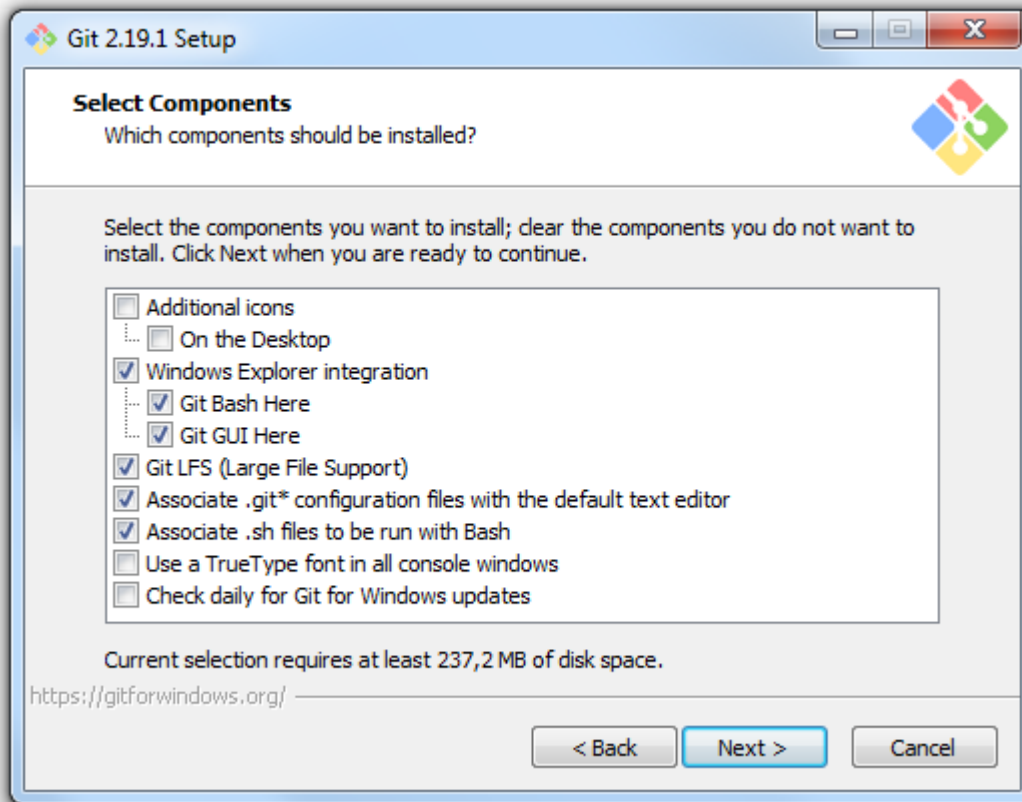 Git 2.19.1 Setup
Select Components
Which components should be installed?
Select the components you want to install; clear the components you do not want to
install. Click Next when you are ready to continue.
Additional icons
On the Desktop
Windows Explorer integration
Git Bash Here
Git GUI Here
Git LFS (Large File Support)
Associate .git* configuration files with the default text editor
Associate .sh files to be run with Bash
Use a TrueType font in all console windows
Check daily for Git for Windows updates
Current selection requires at least 237,2 MB of disk space.
https://gitforwindows.org/
< Back
Next >
Cancel